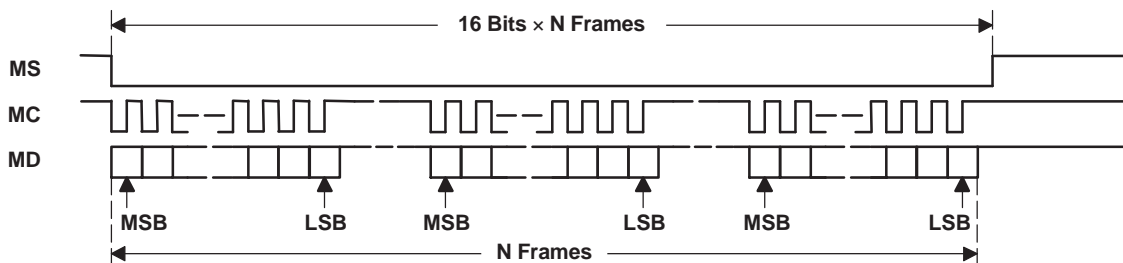 16 Bits × N Frames
MS
MC
MD
MSB LSB MSB LSB MSB LSB
N Frames